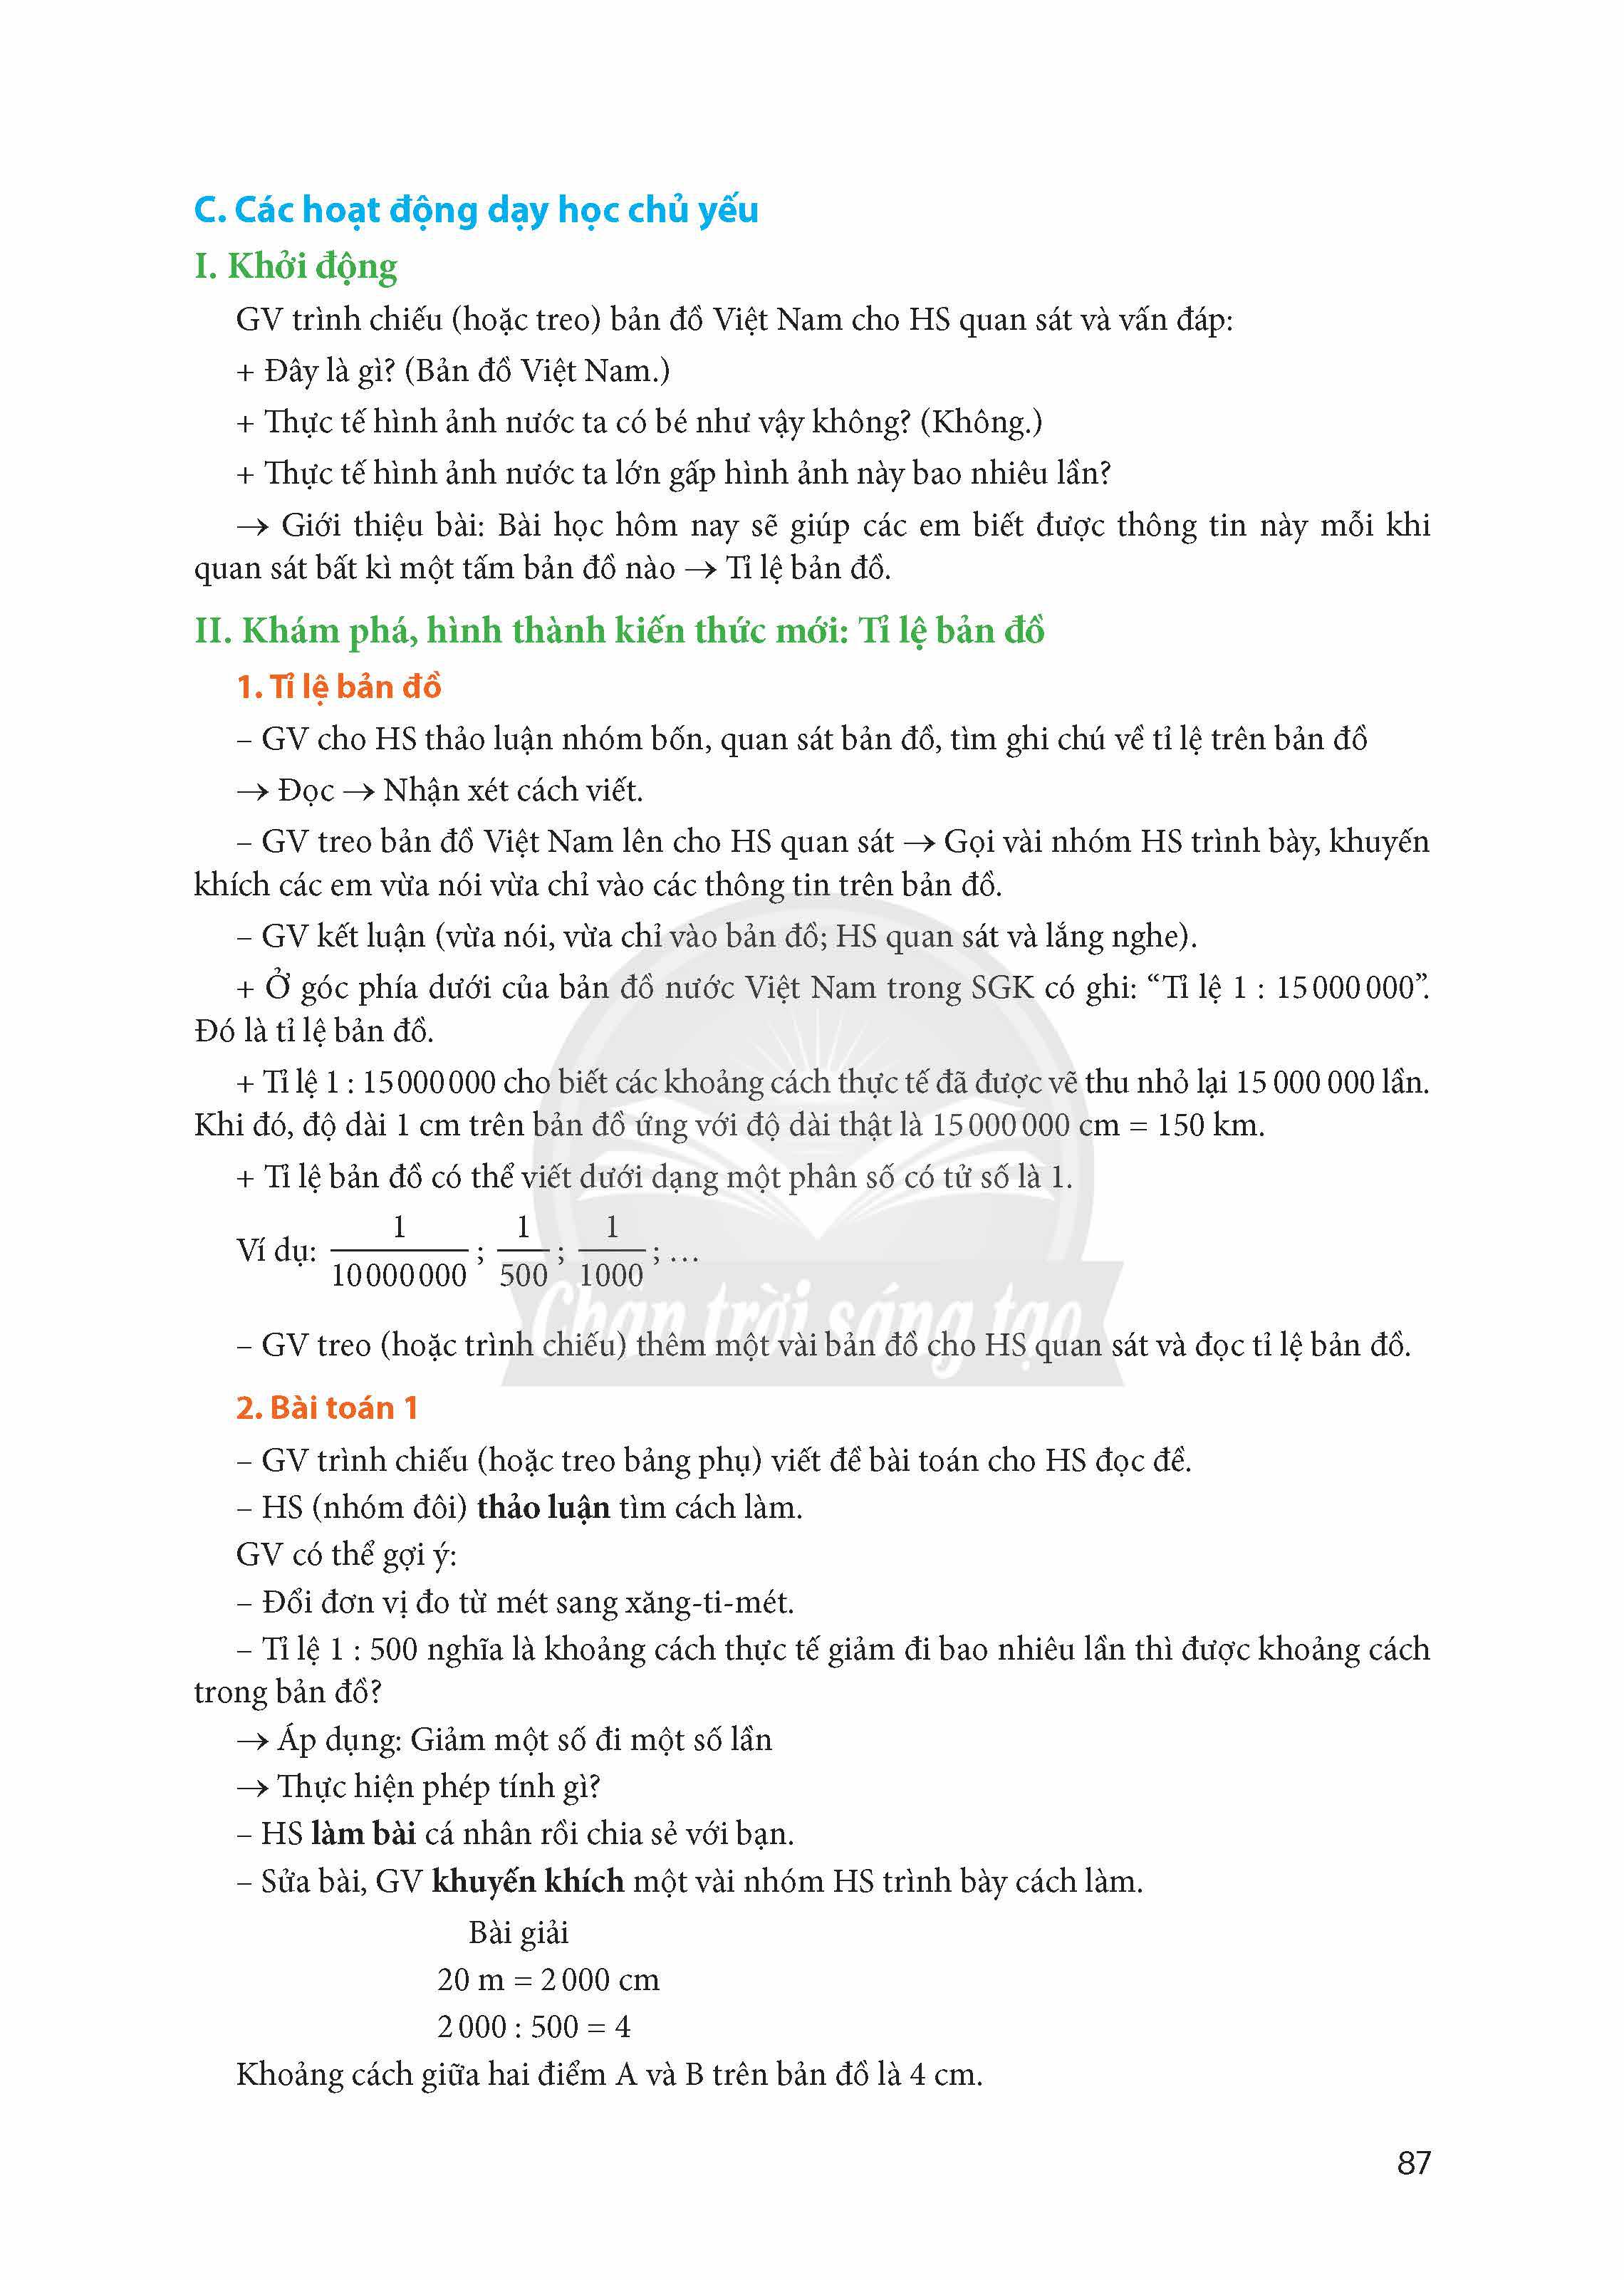 C. Các hoạt động dạy học chủ yếu
I. Khởi động
GV trình chiếu (hoặc treo) bản đồ Việt Nam cho HS quan sát và vấn đáp:
+ Đây là gì? (Bản đồ Việt Nam.)
+ Thực tế hình ảnh nước ta có bé như vậy không? (Không.)
+ Thực tế hình ảnh nước ta lớn gấp hình ảnh này bao nhiêu lần?
→ Giới thiệu bài: Bài học hôm nay sẽ giúp các em biết được thông tin này mỗi khi
quan sát bất kì một tấm bản đồ nào → Tỉ lệ bản đồ.
II. Khám phá, hình thành kiến thức mới: Tỉ lệ bản đồ
1. Tỉ lệ bản đồ
– GV cho HS thảo luận nhóm bốn, quan sát bản đồ, tìm ghi chú về tỉ lệ trên bản đồ
→ Đọc → Nhận xét cách viết.
– GV treo bản đồ Việt Nam lên cho HS quan sát → Gọi vài nhóm HS trình bày, khuyến
khích các em vừa nói vừa chỉ vào các thông tin trên bản đồ.
– GV kết luận (vừa nói, vừa chỉ vào bản đồ; HS quan sát và lắng nghe).
+ Ở góc phía dưới của bản đồ nước Việt Nam trong SGK có ghi: “Tỉ lệ 1 : 15 000 000”.
Đó là tỉ lệ bản đồ.
+ Tỉ lệ 1 : 15 000 000 cho biết các khoảng cách thực tế đã được vẽ thu nhỏ lại 15 000 000 lần.
Khi đó, độ dài 1 cm trên bản đồ ứng với độ dài thật là 15 000 000 cm = 150 km.
+ Tỉ lệ bản đồ có thể viết dưới dạng một phân số có tử số là 1.
Ví dụ: 1/10 000 000 ; 1/500 ; 1/1000 ; …
Chân trời sáng tạo
– GV treo (hoặc trình chiếu) thêm một vài bản đồ cho HS quan sát và đọc tỉ lệ bản đồ.
2. Bài toán 1
– GV trình chiếu (hoặc treo bảng phụ) viết đề bài toán cho HS đọc đề.
– HS (nhóm đôi) thảo luận tìm cách làm.
GV có thể gợi ý:
– Đổi đơn vị đo từ mét sang xăng-ti-mét.
– Tỉ lệ 1 : 500 nghĩa là khoảng cách thực tế giảm đi bao nhiêu lần thì được khoảng cách
trong bản đồ?
→ Áp dụng: Giảm một số đi một số lần
→ Thực hiện phép tính gì?
– HS làm bài cá nhân rồi chia sẻ với bạn.
– Sửa bài, GV khuyến khích một vài nhóm HS trình bày cách làm.
Bài giải
20 m = 2 000 cm
2 000 : 500 = 4
Khoảng cách giữa hai điểm A và B trên bản đồ là 4 cm.
87